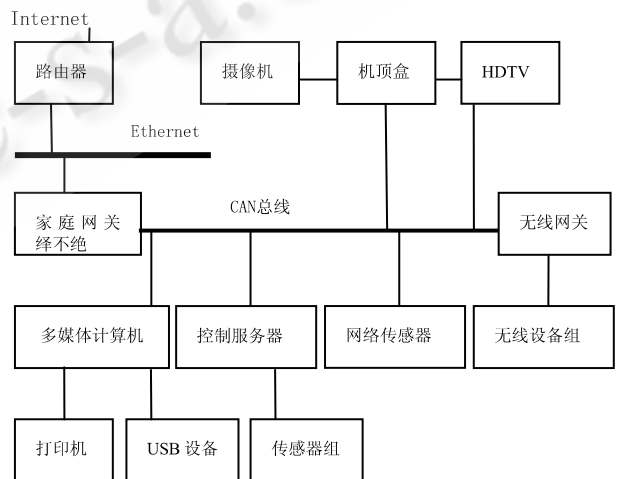 Internet
路由器
摄像机
机顶盒
HDTV
Ethernet
家庭网关
绎不绝
CAN总线
无线网关
多媒体计算机
控制服务器
网络传感器
无线设备组
打印机
USB 设备
传感器组